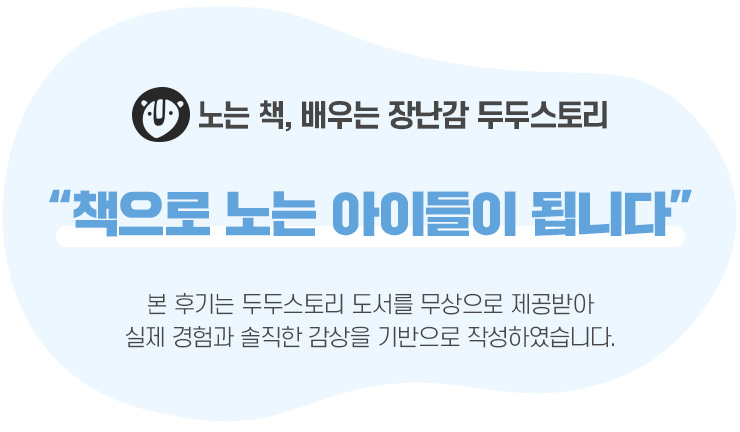 노는 책, 배우는 장난감 두두스토리
“책으로 노는 아이들이 됩니다”
본 후기는 두두스토리 도서를 무상으로 제공받아
실제 경험과 솔직한 감상을 기반으로 작성하였습니다.